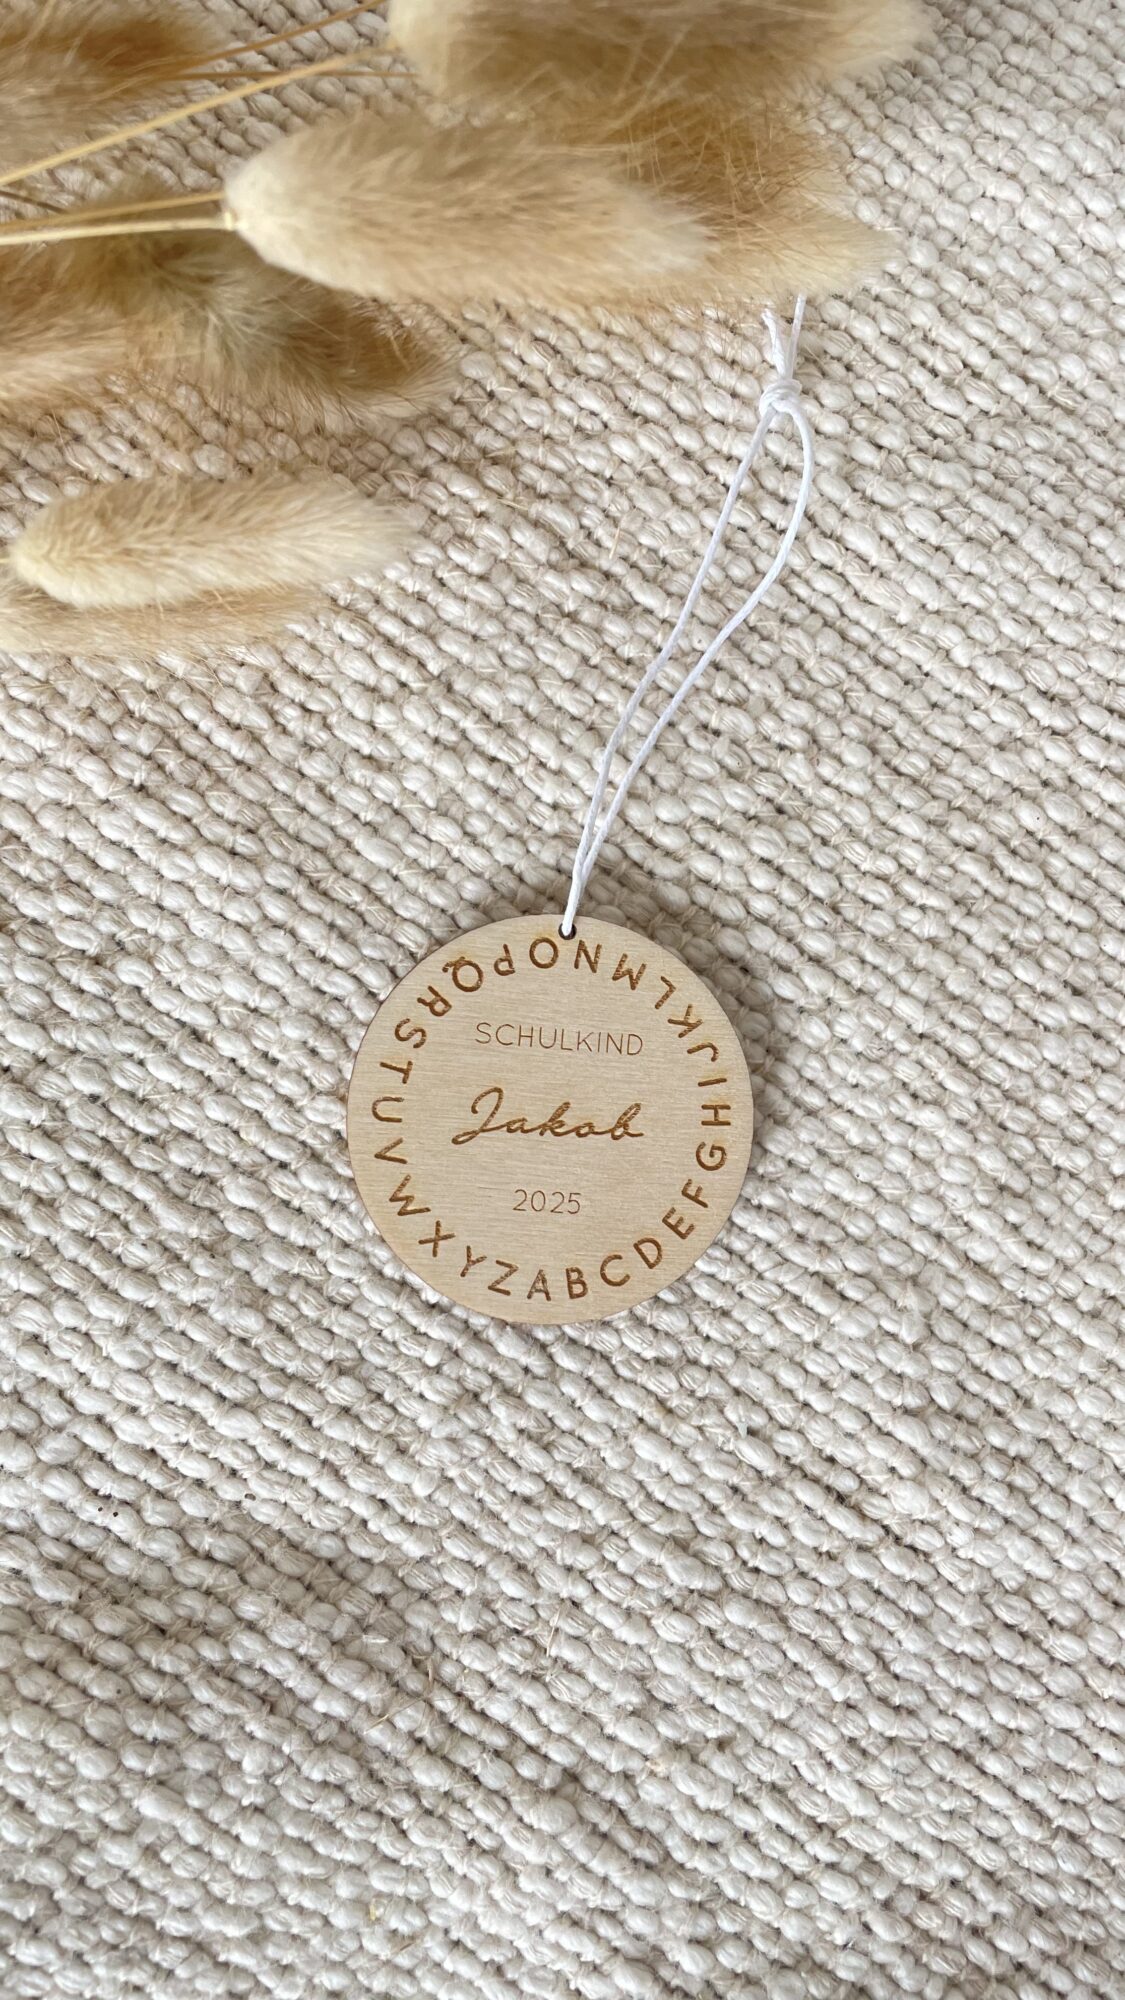 ABCDEFGHIJKLMNOPQRSTUVWXYZ
SCHULKIND
Jakob
2025